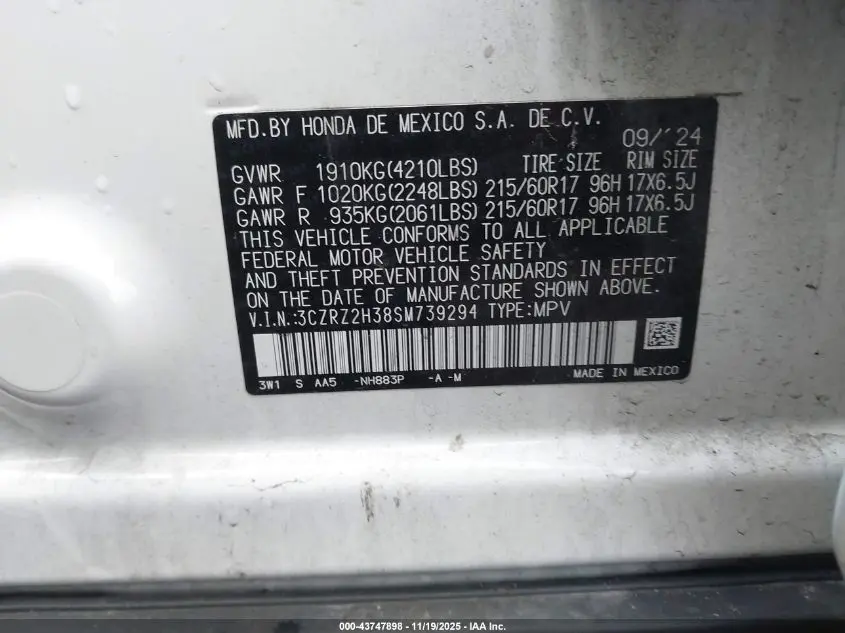 MFD.BY HONDA DE MEXICO S.A. DE C.V.
09/'24
GVWR 1910KG(4210LBS) TIRE SIZE RIM SIZE
GAWR F 1020KG(2248LBS) 215/60R17 96H 17X6.5J
GAWR R 935KG(2061LBS) 215/60R17 96H 17X6.5J
THIS VEHICLE CONFORMS TO ALL APPLICABLE
FEDERAL MOTOR VEHICLE SAFETY
AND THEFT PREVENTION STANDARDS IN EFFECT
ON THE DATE OF MANUFACTURE SHOWN ABOVE.
V.I.N.:3CZRZ2H38SM739294 TYPE:MPV
3W1 S AA5 -NH883P -A -M MADE IN MEXICO
000-43747898 - 11/19/2025 - IAA Inc.